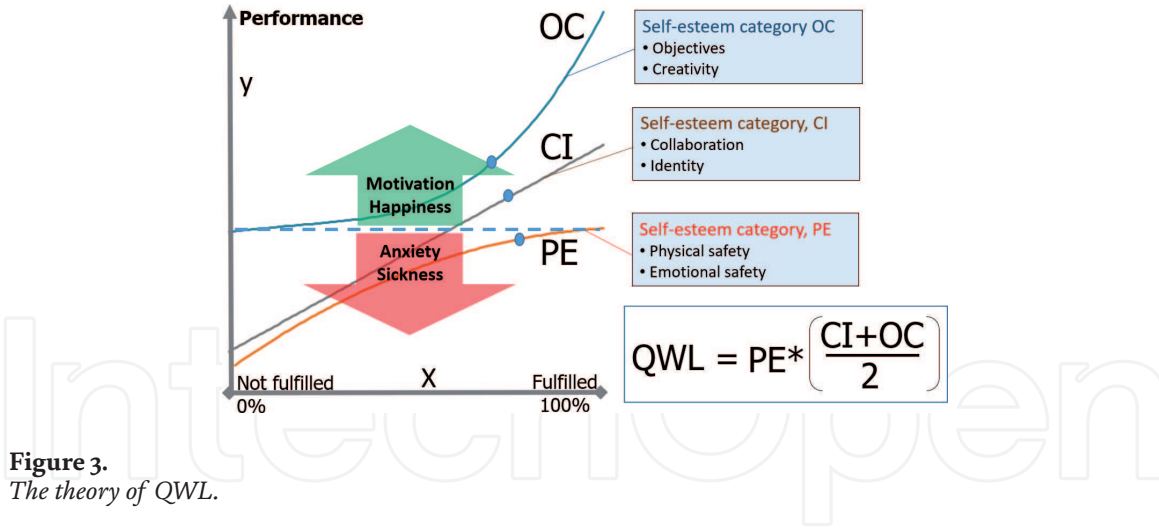 Performance
y
OC
CI
PE
Motivation
Happiness
Anxiety
Sickness
Not fulfilled
X
Fulfilled
0%
100%
Self-esteem category OC
• Objectives
• Creativity
Self-esteem category, CI
• Collaboration
• Identity
Self-esteem category, PE
• Physical safety
• Emotional safety
QWL = PE* (CI+OC
2)
IntechOpen
Figure 3.
The theory of QWL.